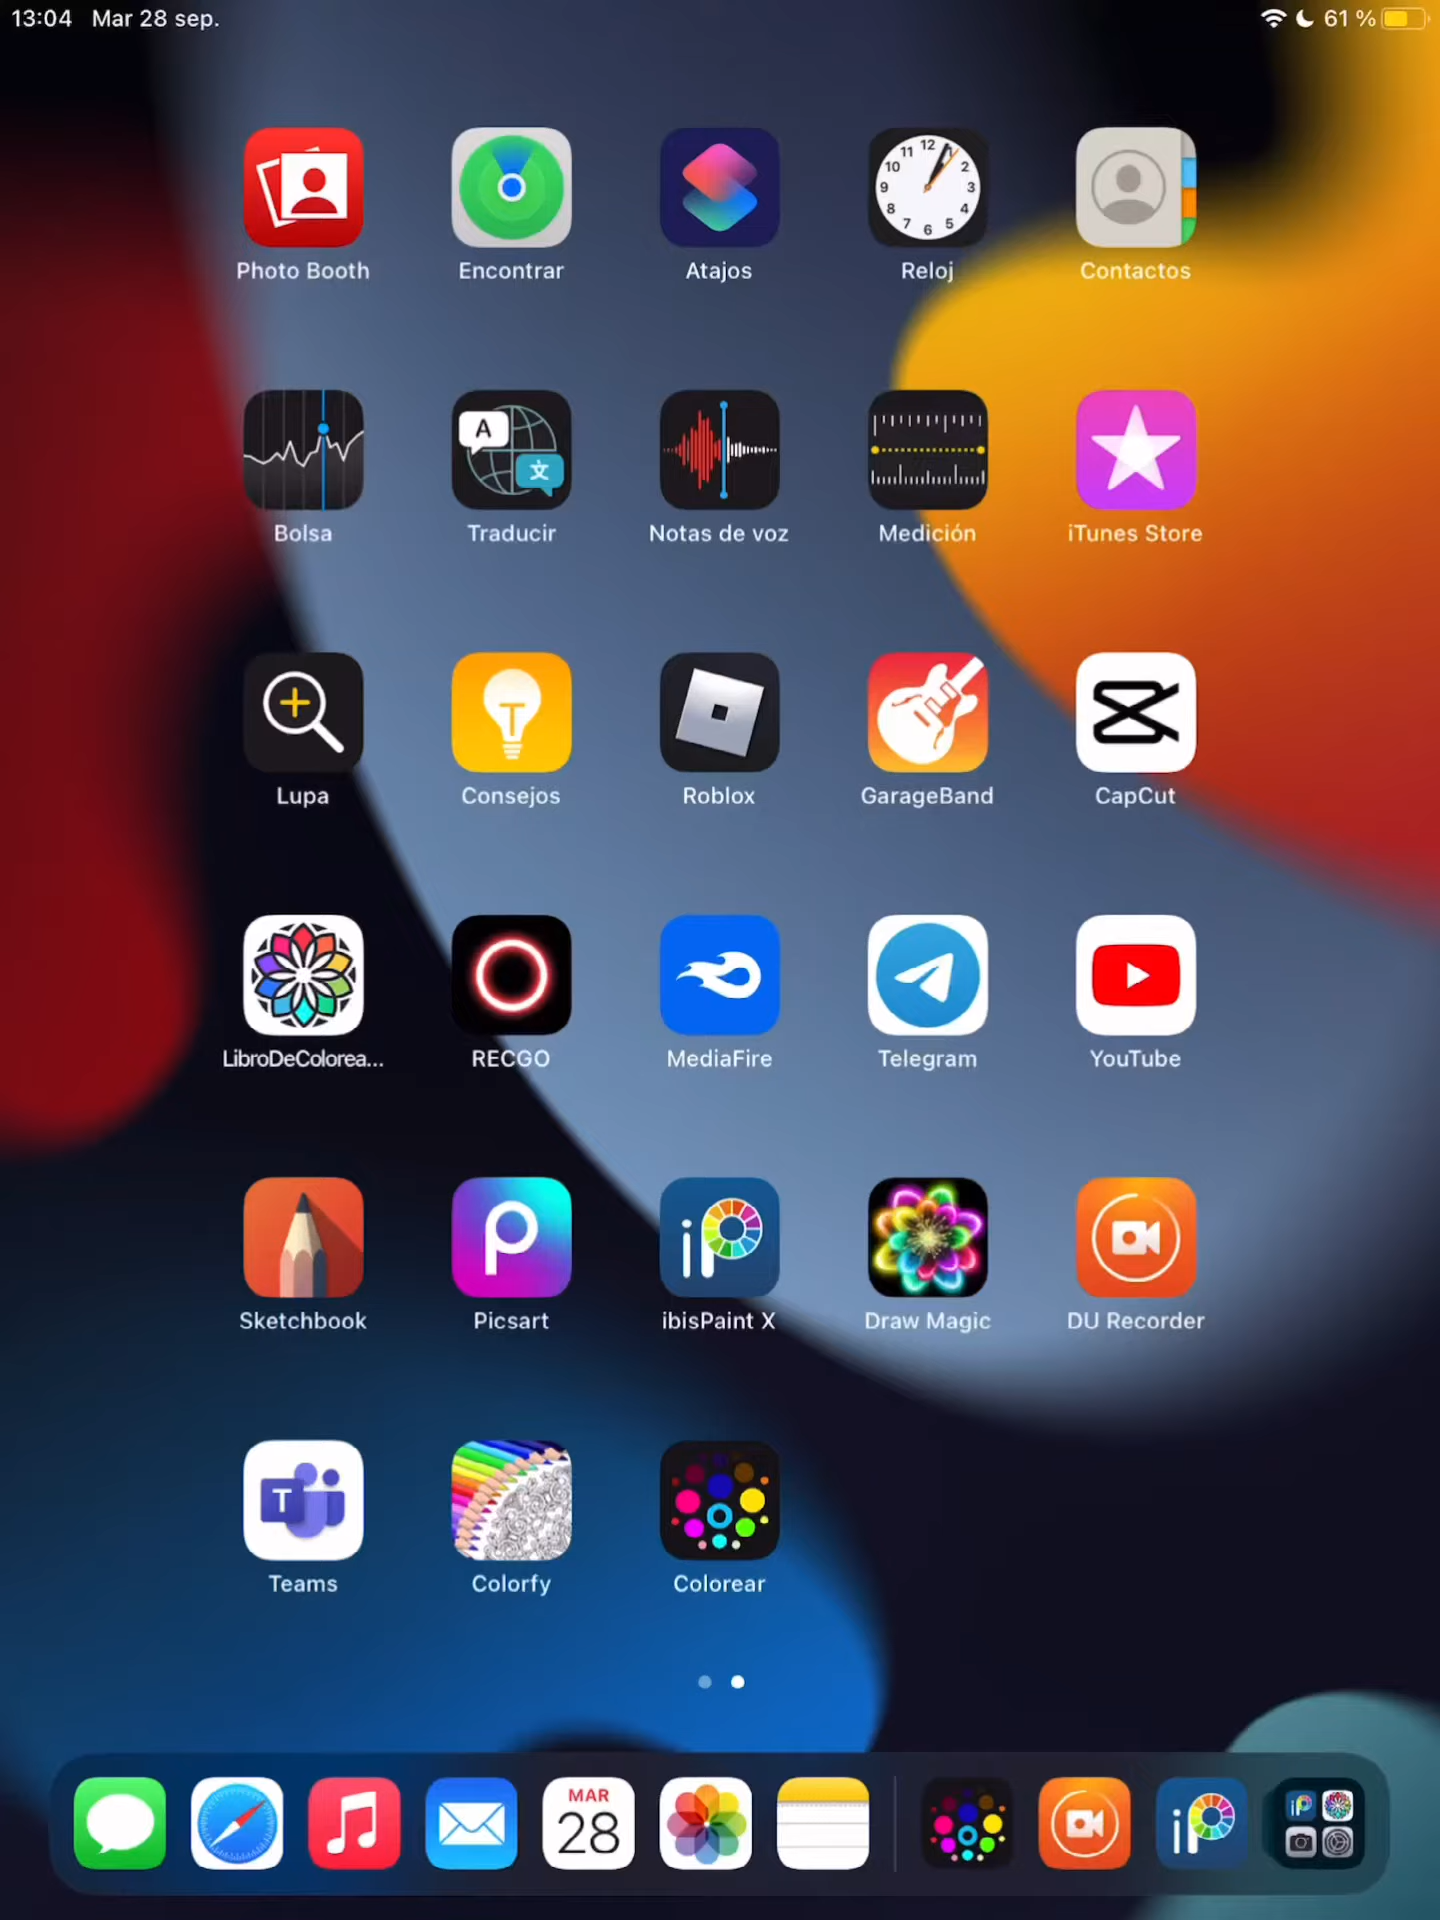 13:04 Mar 28 sep. 61 %
Photo Booth Encontrar Atajos Reloj Contactos
Bolsa Traducir Notas de voz Medición iTunes Store
Lupa Consejos Roblox GarageBand CapCut
LibroDeColorea... RECGO MediaFire Telegram YouTube
Sketchbook Picsart ibisPaint X Draw Magic DU Recorder
Teams Colorfy Colorear
MAR
28